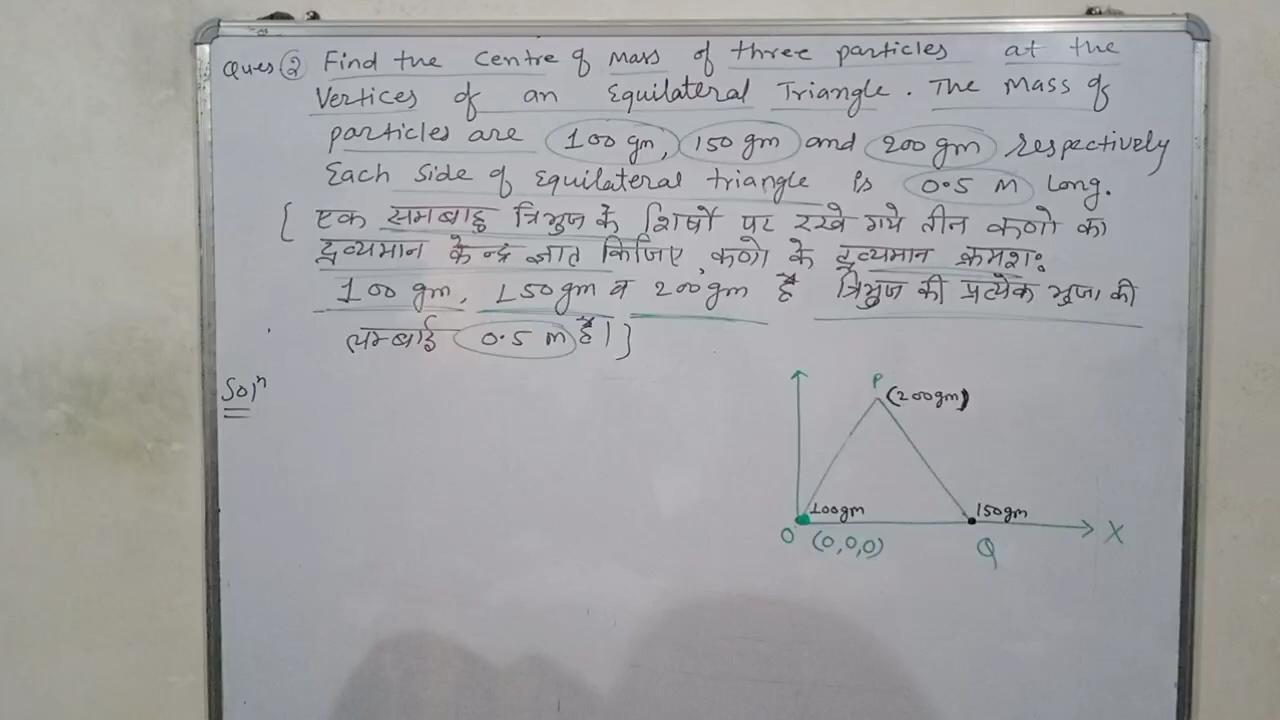 Ques ② Find the Centre of Mass of three particles at the
Vertices of an Equilateral Triangle. The Mass of
particles are 100 gm, 150 gm and 200 gm respectively
Each side of equilateral triangle is 0.5 M long.
{ एक समबाहु त्रिभुज के शिर्षो पर रखे गये तीन कणो का
द्रव्यमान केन्द्र ज्ञात किजिए, कणो के द्रव्यमान क्रमशः
100 gm, 150 gm व 200 gm है त्रिभुज की प्रत्येक भुजा की
लम्बाई 0.5 m है। }
Solⁿ
P
(200gm)
100gm
150gm
O (0,0,0)
Q
X